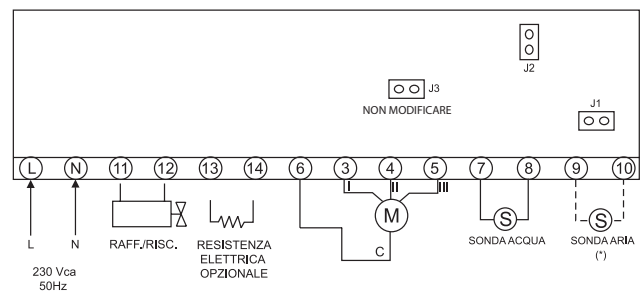 J2
J3
NON MODIFICARE
J1
L N 11 12 13 14 6 3 4 5 7 8 9 10
I II III
M
S S
L N RAFF./RISC. RESISTENZA ELETTRICA OPZIONALE C SONDA ACQUA SONDA ARIA
(*)
230 Vca
50Hz